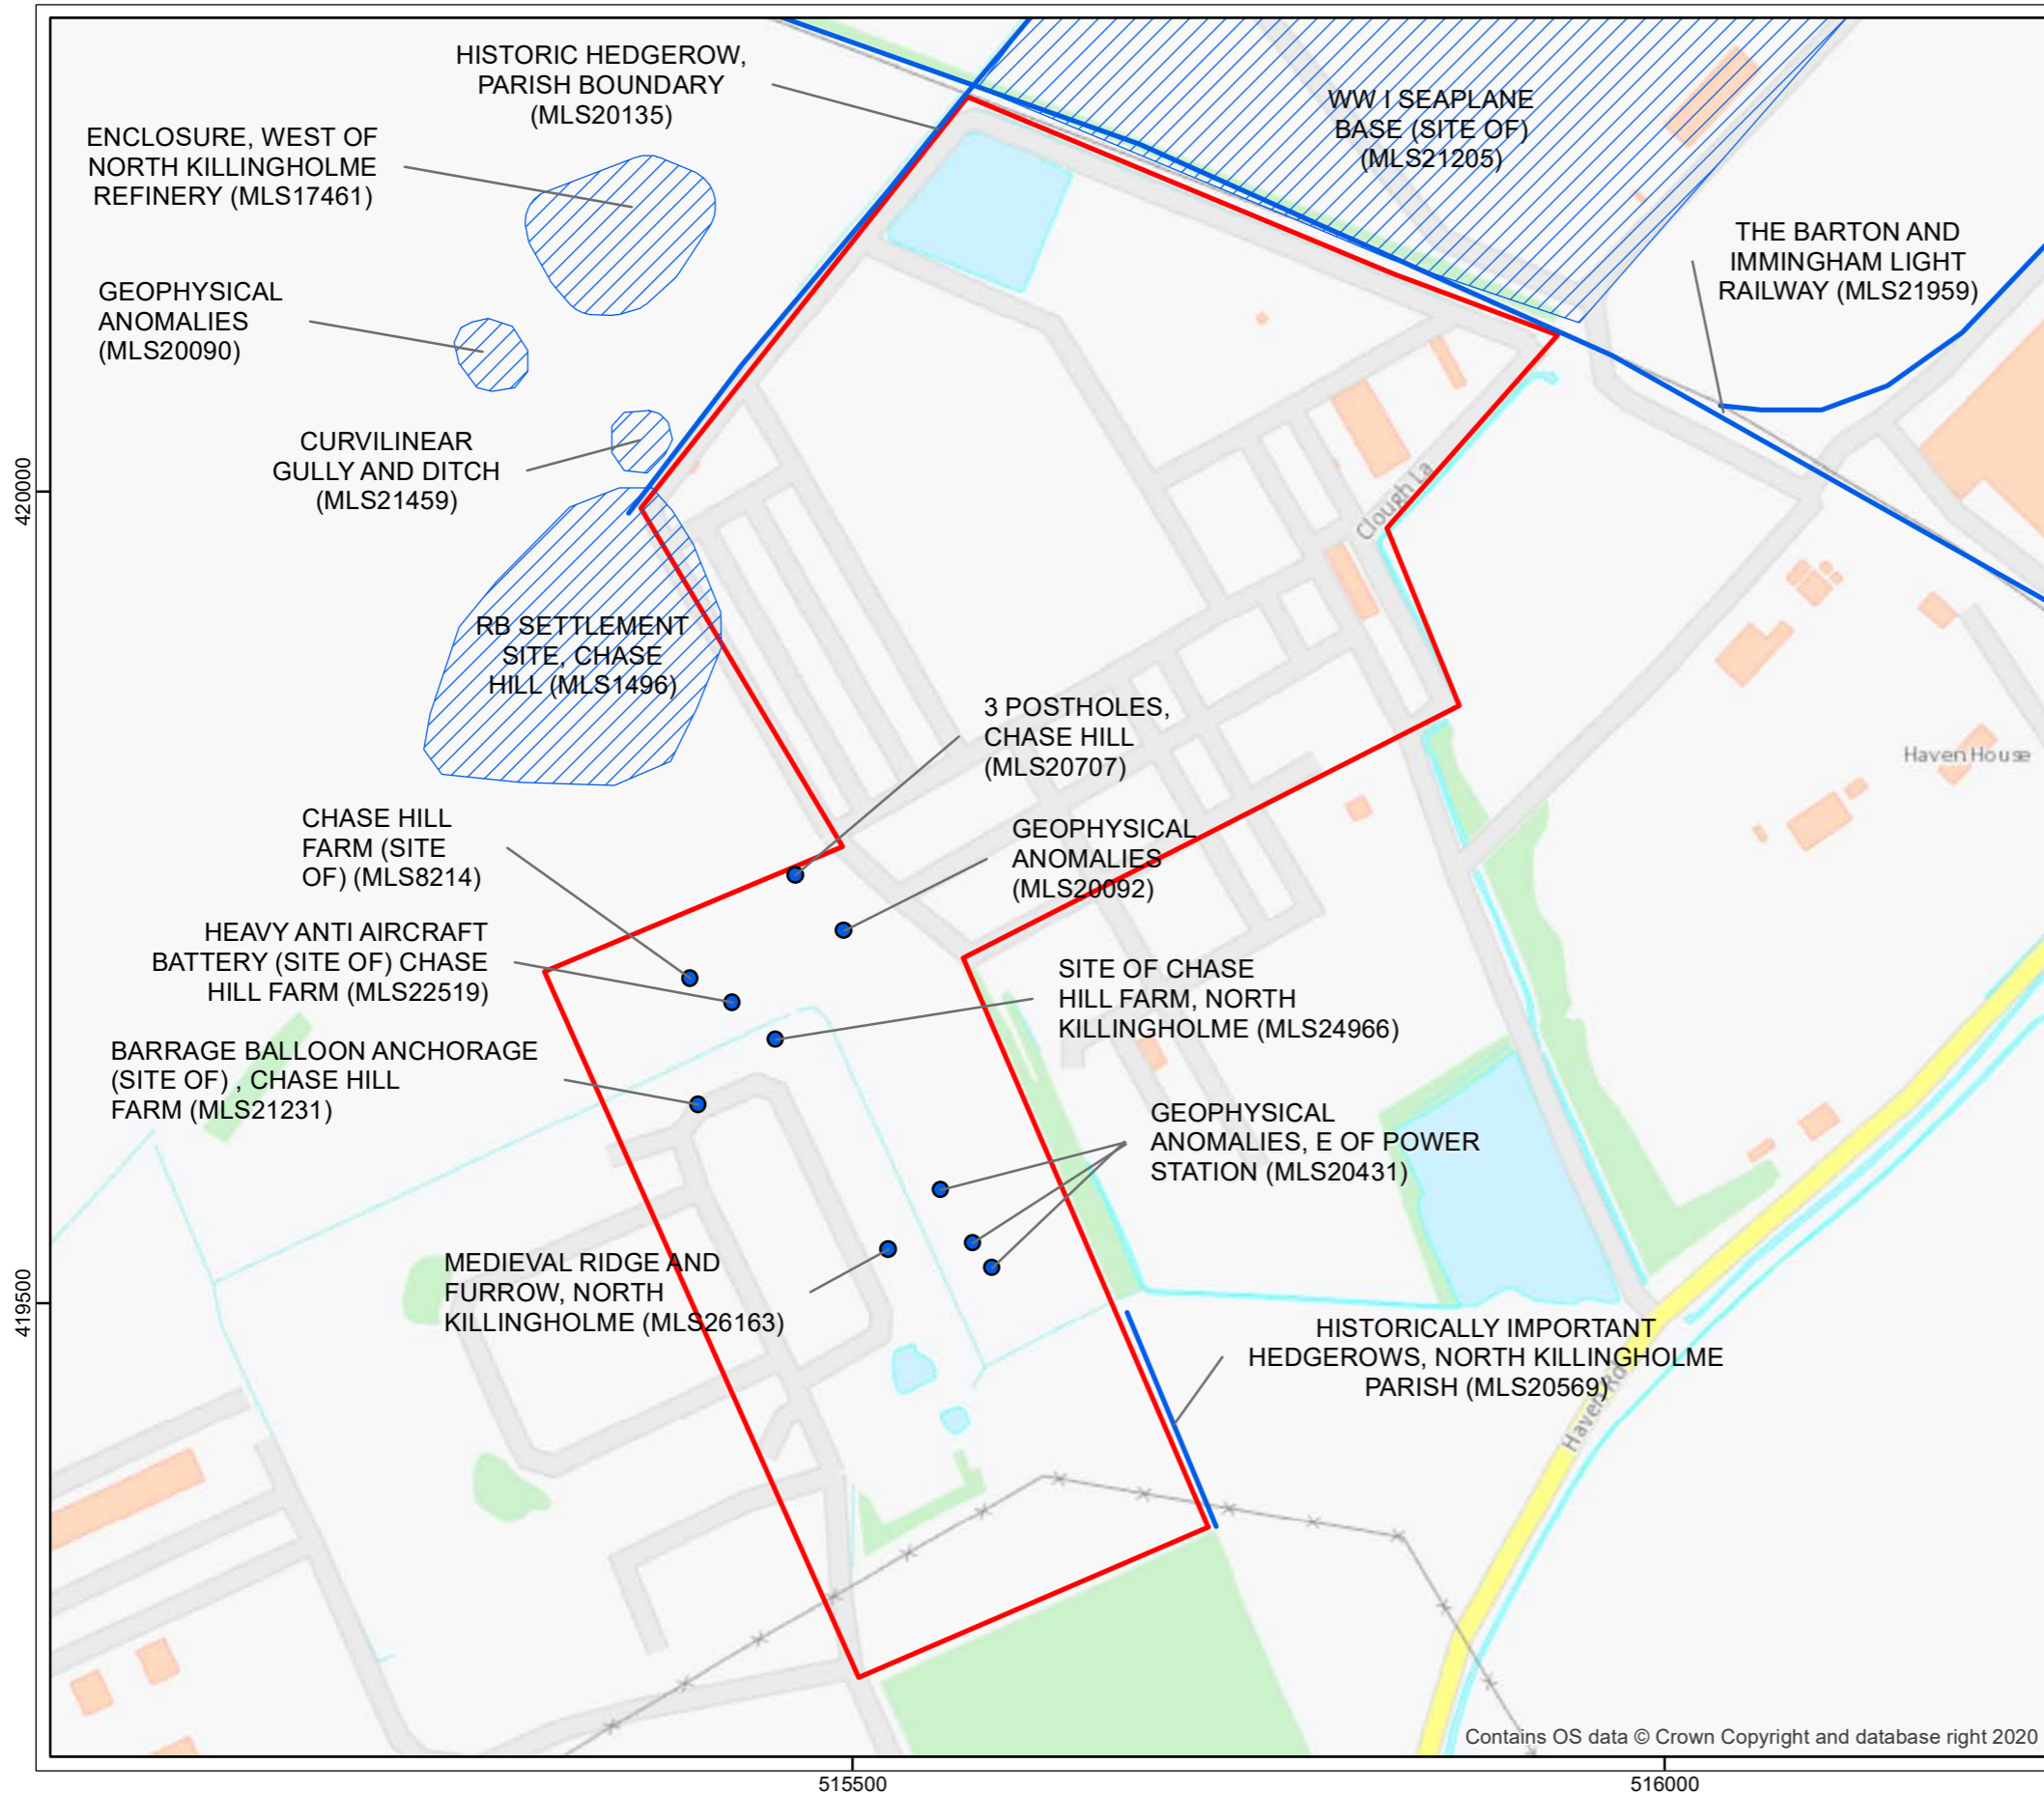 HISTORIC HEDGEROW,
PARISH BOUNDARY
(MLS20135)
WW I SEAPLANE
BASE (SITE OF)
(MLS21205)
ENCLOSURE, WEST OF
NORTH KILLINGHOLME
REFINERY (MLS17461)
THE BARTON AND
IMMINGHAM LIGHT
RAILWAY (MLS21959)
GEOPHYSICAL
ANOMALIES
(MLS20090)
CURVILINEAR
GULLY AND DITCH
(MLS21459)
420000
Clough La
RB SETTLEMENT
SITE, CHASE
HILL (MLS1496)
3 POSTHOLES,
CHASE HILL
(MLS20707)
Haven House
CHASE HILL
FARM (SITE
OF) (MLS8214)
GEOPHYSICAL
ANOMALIES
(MLS20092)
HEAVY ANTI AIRCRAFT
BATTERY (SITE OF) CHASE
HILL FARM (MLS22519)
SITE OF CHASE
HILL FARM, NORTH
KILLINGHOLME (MLS24966)
BARRAGE BALLOON ANCHORAGE
(SITE OF) , CHASE HILL
FARM (MLS21231)
GEOPHYSICAL
ANOMALIES, E OF POWER
STATION (MLS20431)
MEDIEVAL RIDGE AND
FURROW, NORTH
KILLINGHOLME (MLS26163)
419500
HISTORICALLY IMPORTANT
HEDGEROWS, NORTH KILLINGHOLME
PARISH (MLS20569)
Haven Rd
Contains OS data © Crown Copyright and database right 2020
515500
516000